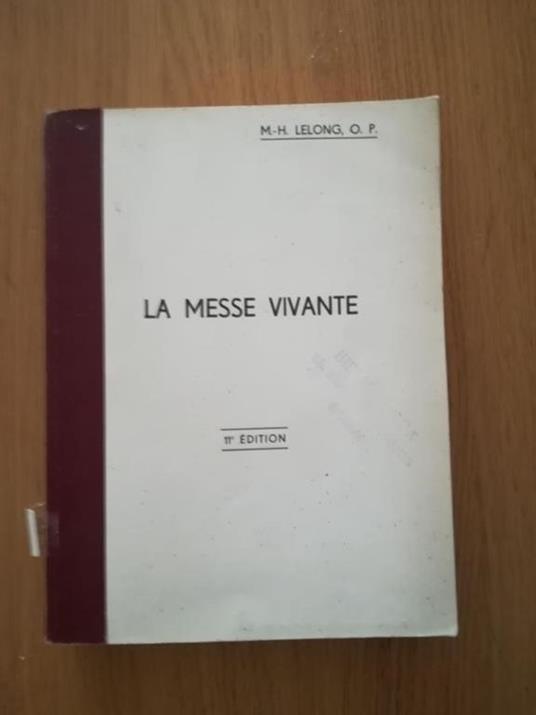 M.-H. LELONG, O. P.
LA MESSE VIVANTE
11e ÉDITION